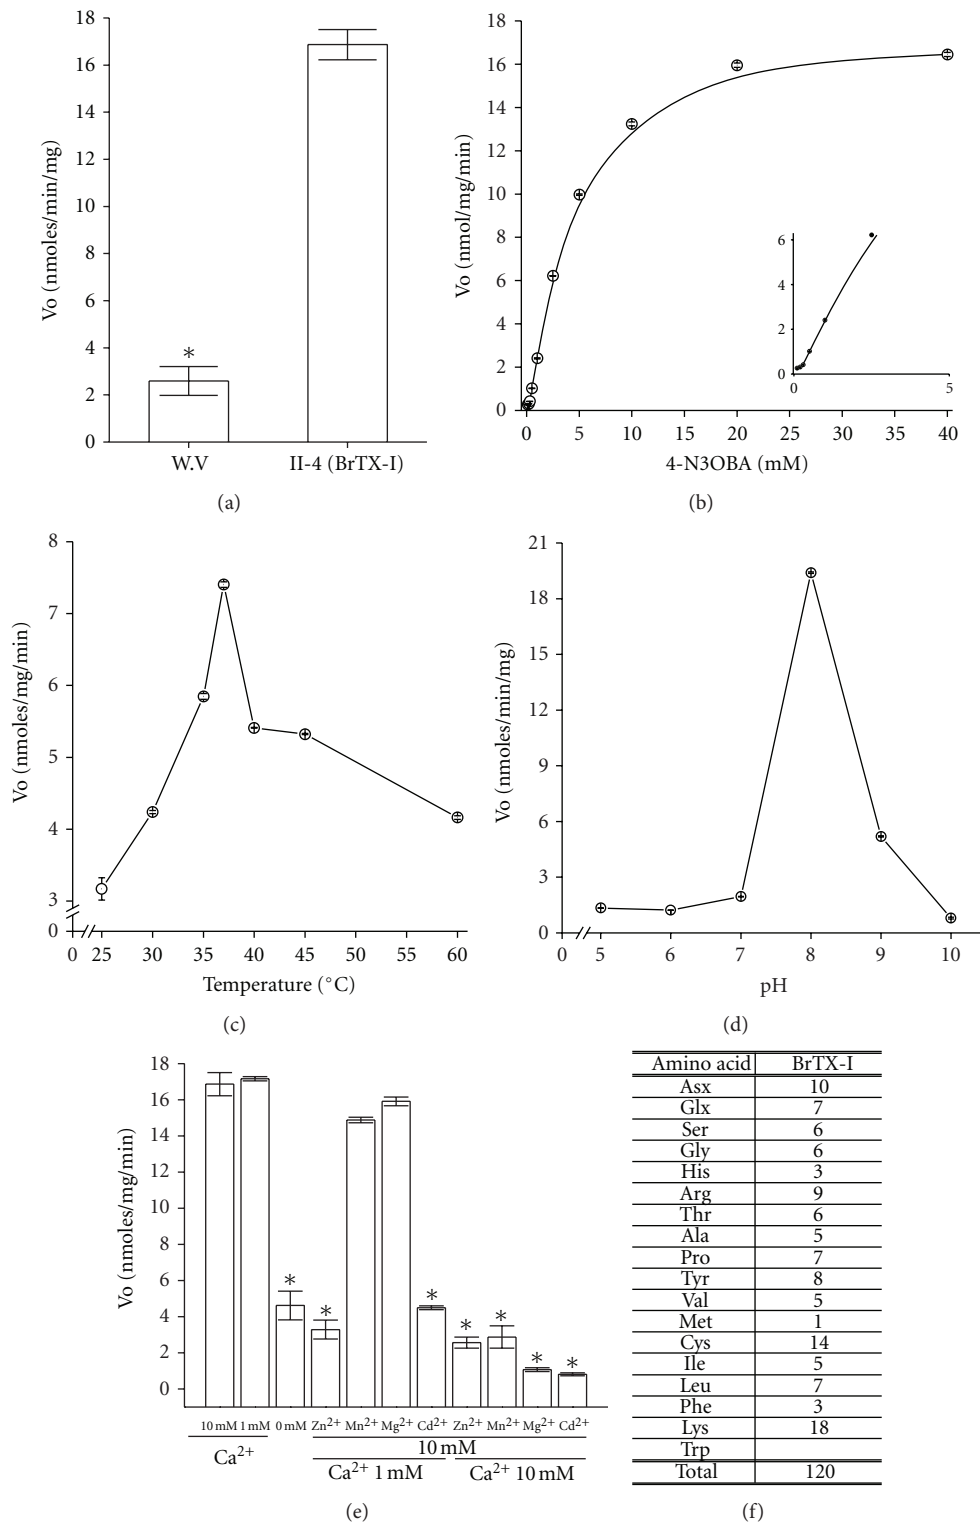 18
16
14
12
10
8
6
4
2
0
Vo (nmoles/min/mg)
*
W.V
II-4 (BrTX-I)
(a)
18
16
14
12
10
8
6
4
2
0
Vo (nmol/mg/min)
6
4
2
0
0 5
0 5 10 15 20 25 30 35 40
4-N3OBA (mM)
(b)
8
7
6
5
4
3
0
Vo (nmoles/mg/min)
0 25 30 35 40 45 50 55 60
Temperature (°C)
(c)
21
18
15
12
9
6
3
0
Vo (nmoles/min/mg)
0 5 6 7 8 9 10
pH
(d)
18
16
14
12
10
8
6
4
2
0
Vo (nmoles/mg/min)
* * * * * * *
10 mM 1 mM 0 mM Zn2+ Mn2+ Mg2+ Cd2+ Zn2+ Mn2+ Mg2+ Cd2+
Ca2+
10 mM
Ca2+ 1 mM
Ca2+ 10 mM
(e)
Amino acid BrTX-I
Asx 10
Glx 7
Ser 6
Gly 6
His 3
Arg 9
Thr 6
Ala 5
Pro 7
Tyr 8
Val 5
Met 1
Cys 14
Ile 5
Leu 7
Phe 3
Lys 18
Trp
Total 120
(f)